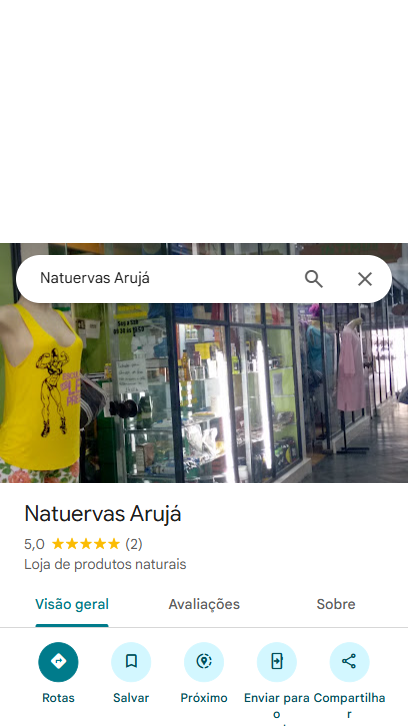 Natuervas Arujá
Natuervas Arujá
5,0
(2)
Loja de produtos naturais
Visão geral
Avaliações
Sobre
Rotas
Salvar
Próximo
Enviar para
o
Compartilha
r